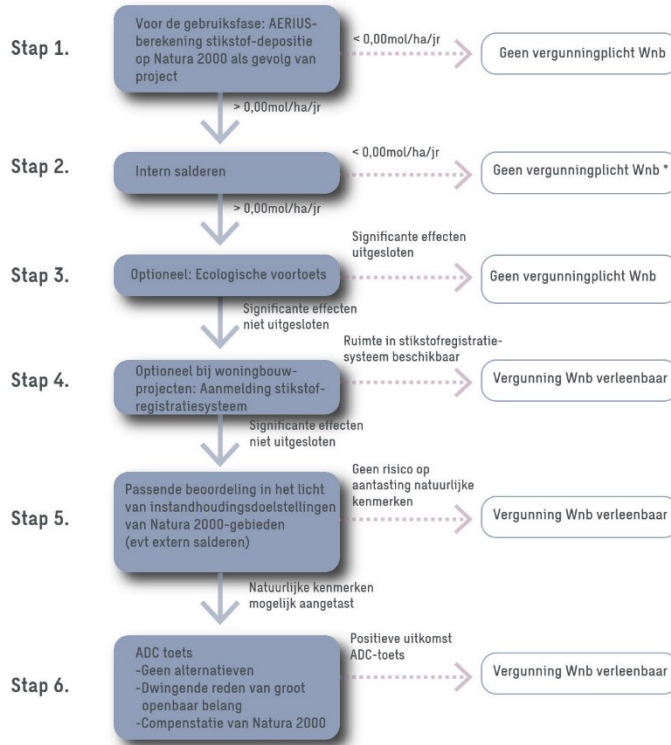 Stap 1.
Voor de gebruiksfase: AERIUS-
berekening stikstof-depositie
op Natura 2000 als gevolg van
project
< 0,00mol/ha/jr
Geen vergunningplicht Wnb
> 0,00mol/ha/jr
Stap 2.
Intern salderen
< 0,00mol/ha/jr
Geen vergunningplicht Wnb *
> 0,00mol/ha/jr
Stap 3.
Optioneel: Ecologische voortoets
Significante effecten
uitgesloten
Geen vergunningplicht Wnb
Significante effecten
niet uitgesloten
Stap 4.
Optioneel bij woningbouw-
projecten: Aanmelding stikstof-
registratiesysteem
Ruimte in stikstofregistratie-
systeem beschikbaar
Vergunning Wnb verleenbaar
Significante effecten
niet uitgesloten
Stap 5.
Passende beoordeling in het licht
van instandhoudingsdoelstellingen
van Natura 2000-gebieden
(evt extern salderen)
Geen risico op
aantasting natuurlijke
kenmerken
Vergunning Wnb verleenbaar
Natuurlijke kenmerken
mogelijk aangetast
Stap 6.
ADC toets
-Geen alternatieven
-Dwingende reden van groot
openbaar belang
-Compenstatie van Natura 2000
Positieve uitkomst
ADC-toets
Vergunning Wnb verleenbaar